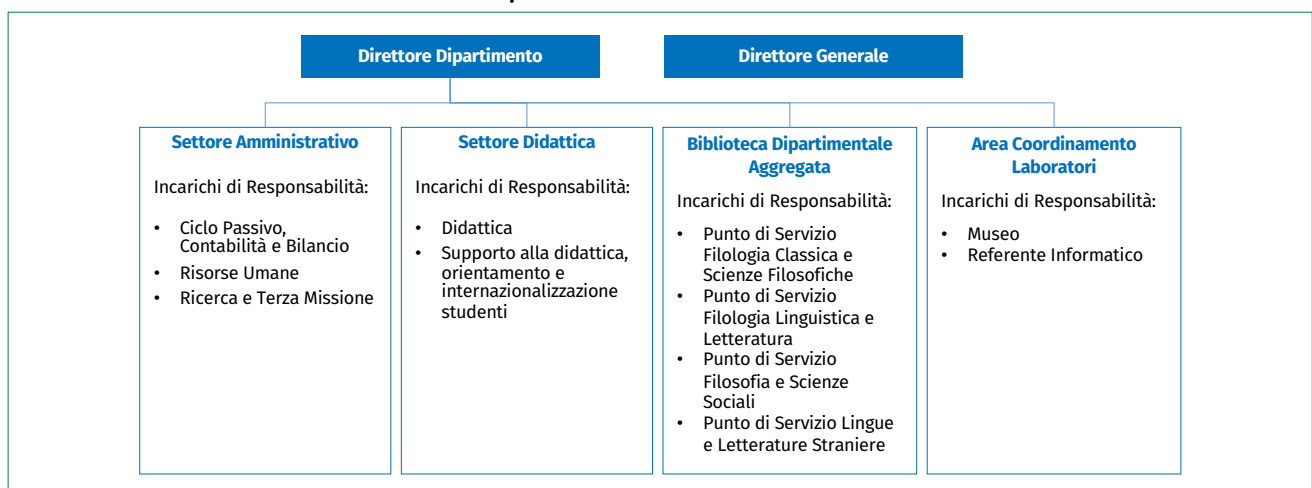 Direttore Dipartimento
Direttore Generale
Settore Amministrativo
Incarichi di Responsabilità:
• Ciclo Passivo,
Contabilità e Bilancio
• Risorse Umane
• Ricerca e Terza Missione
Settore Didattica
Incarichi di Responsabilità:
• Didattica
• Supporto alla didattica,
orientamento e
internazionalizzazione
studenti
Biblioteca Dipartimentale
Aggregata
Incarichi di Responsabilità:
• Punto di Servizio
Filologia Classica e
Scienze Filosofiche
• Punto di Servizio
Filologia Linguistica e
Letteratura
• Punto di Servizio
Filosofia e Scienze
Sociali
• Punto di Servizio Lingue
e Letterature Straniere
Area Coordinamento
Laboratori
Incarichi di Responsabilità:
• Museo
• Referente Informatico